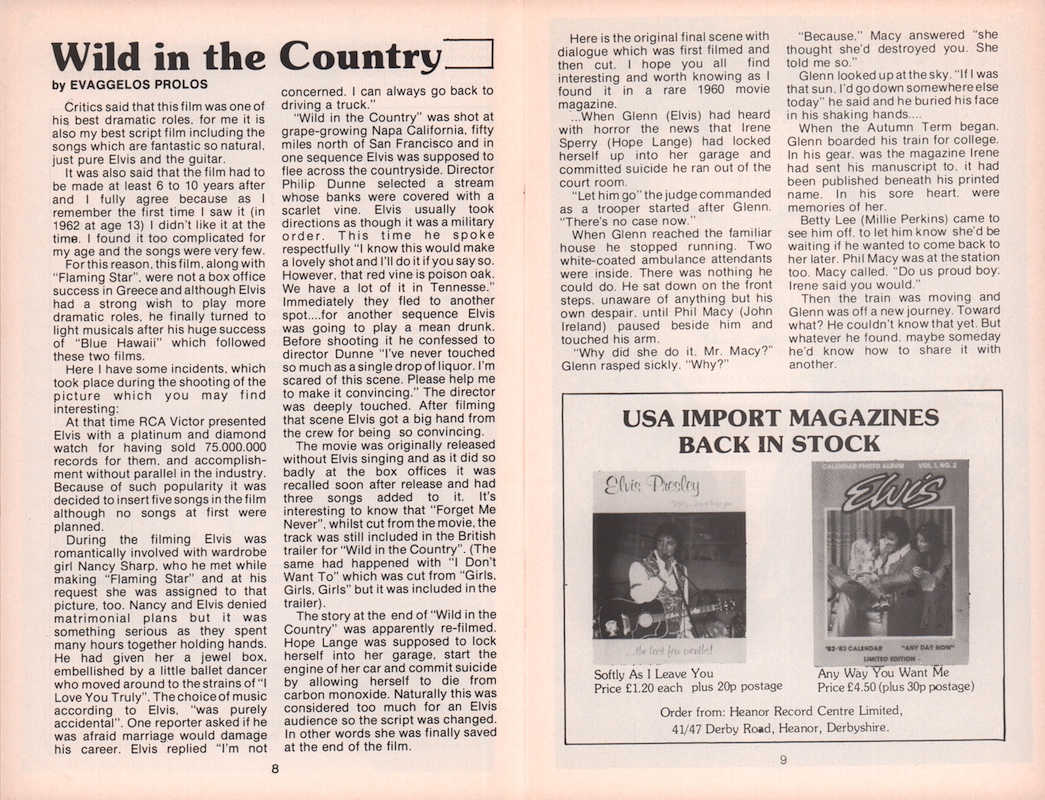 Wild in the Country
by EVAGGELOS PROLOS
Critics said that this film was one of
his best dramatic roles, for me it is
also my best script film including the
songs which are fantastic so natural,
just pure Elvis and the guitar.
It was also said that the film had to
be made at least 6 to 10 years after
and I fully agree because as I
remember the first time I saw it (in
1962 at age 13) I didn't like it at the
time. I found it too complicated for
my age and the songs were very few.
For this reason, this film, along with
"Flaming Star", were not a box office
success in Greece and although Elvis
had a strong wish to play more
dramatic roles, he finally turned to
light musicals after his huge success
of "Blue Hawaii" which followed
these two films.
Here I have some incidents, which
took place during the shooting of the
picture which you may find
interesting:
At that time RCA Victor presented
Elvis with a platinum and diamond
watch for having sold 75.000.000
records for them, and accomplish-
ment without parallel in the industry.
Because of such popularity it was
decided to insert five songs in the film
although no songs at first were
planned.
During the filming Elvis was
romantically involved with wardrobe
girl Nancy Sharp, who he met while
making "Flaming Star" and at his
request she was assigned to that
picture, too. Nancy and Elvis denied
matrimonial plans but it was
something serious as they spent
many hours together holding hands.
He had given her a jewel box,
embellished by a little ballet dancer
who moved around to the strains of "I
Love You Truly". The choice of music
according to Elvis, "was purely
accidental". One reporter asked if he
was afraid marriage would damage
his career. Elvis replied "I'm not
concerned. I can always go back to
driving a truck."
"Wild in the Country" was shot at
grape-growing Napa California, fifty
miles north of San Francisco and in
one sequence Elvis was supposed to
flee across the countryside. Director
Philip Dunne selected a stream
whose banks were covered with a
scarlet vine. Elvis usually took
directions as though it was a military
order. This time he spoke
respectfully "I know this would make
a lovely shot and I'll do it if you say so.
However, that red vine is poison oak.
We have a lot of it in Tennesse."
Immediately they fled to another
spot....for another sequence Elvis
was going to play a mean drunk.
Before shooting it he confessed to
director Dunne "I've never touched
so much as a single drop of liquor. I'm
scared of this scene. Please help me
to make it convincing." The director
was deeply touched. After filming
that scene Elvis got a big hand from
the crew for being so convincing.
The movie was originally released
without Elvis singing and as it did so
badly at the box offices it was
recalled soon after release and had
three songs added to it. It's
interesting to know that "Forget Me
Never", whilst cut from the movie, the
track was still included in the British
trailer for "Wild in the Country". (The
same had happened with "I Don't
Want To" which was cut from "Girls,
Girls, Girls" but it was included in the
trailer).
The story at the end of "Wild in the
Country" was apparently re-filmed.
Hope Lange was supposed to lock
herself into her garage, start the
engine of her car and commit suicide
by allowing herself to die from
carbon monoxide. Naturally this was
considered too much for an Elvis
audience so the script was changed.
In other words she was finally saved
at the end of the film.
8
Here is the original final scene with
dialogue which was first filmed and
then cut. I hope you all find
interesting and worth knowing as I
found it in a rare 1960 movie
magazine.
...When Glenn (Elvis) had heard
with horror the news that Irene
Sperry (Hope Lange) had locked
herself up into her garage and
committed suicide he ran out of the
court room.
"Let him go" the judge commanded
as a trooper started after Glenn.
"There's no case now."
When Glenn reached the familiar
house he stopped running. Two
white-coated ambulance attendants
were inside. There was nothing he
could do. He sat down on the front
steps, unaware of anything but his
own despair, until Phil Macy (John
Ireland) paused beside him and
touched his arm.
"Why did she do it, Mr. Macy?"
Glenn rasped sickly. "Why?"
"Because," Macy answered "she
thought she'd destroyed you. She
told me so."
Glenn looked up at the sky. "If I was
that sun, I'd go down somewhere else
today" he said and he buried his face
in his shaking hands....
When the Autumn Term began,
Glenn boarded his train for college.
In his gear, was the magazine Irene
had sent his manuscript to, it had
been published beneath his printed
name. In his sore heart, were
memories of her.
Betty Lee (Millie Perkins) came to
see him off, to let him know she'd be
waiting if he wanted to come back to
her later. Phil Macy was at the station
too. Macy called, "Do us proud boy;
Irene said you would."
Then the train was moving and
Glenn was off a new journey. Toward
what? He couldn't know that yet. But
whatever he found, maybe someday
he'd know how to share it with
another.
USA IMPORT MAGAZINES
BACK IN STOCK
Elvis Presley
...the last few months!
Softly As I Leave You
Price £1.20 each plus 20p postage
CALENDAR PHOTO ALBUM VOL. 1, NO. 2
ELVIS
'82-'83 CALENDAR "ANY DAY NOW"
LIMITED EDITION
Any Way You Want Me
Price £4.50 (plus 30p postage)
Order from: Heanor Record Centre Limited,
41/47 Derby Road, Heanor, Derbyshire.
9